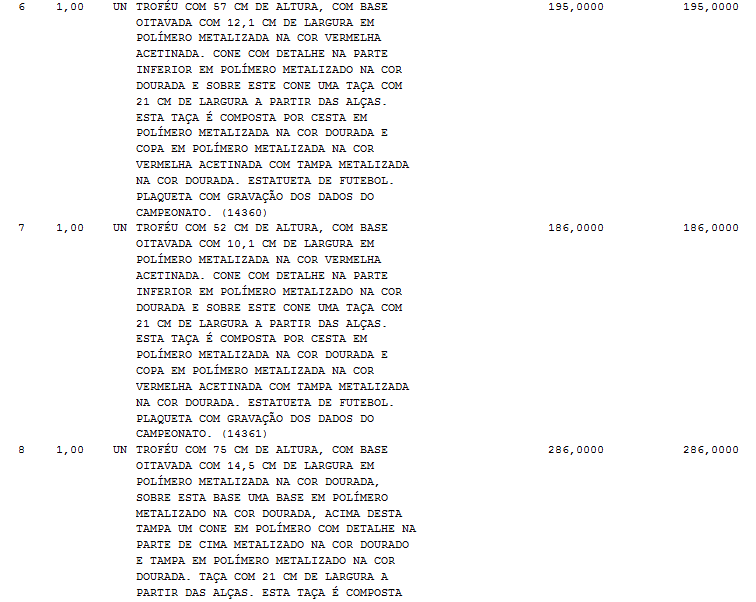 6 1,00 UN TROFÉU COM 57 CM DE ALTURA, COM BASE 195,0000 195,0000
OITAVADA COM 12,1 CM DE LARGURA EM
POLÍMERO METALIZADA NA COR VERMELHA
ACETINADA. CONE COM DETALHE NA PARTE
INFERIOR EM POLÍMERO METALIZADO NA COR
DOURADA E SOBRE ESTE CONE UMA TAÇA COM
21 CM DE LARGURA A PARTIR DAS ALÇAS.
ESTA TAÇA É COMPOSTA POR CESTA EM
POLÍMERO METALIZADA NA COR DOURADA E
COPA EM POLÍMERO METALIZADA NA COR
VERMELHA ACETINADA COM TAMPA METALIZADA
NA COR DOURADA. ESTATUETA DE FUTEBOL.
PLAQUETA COM GRAVAÇÃO DOS DADOS DO
CAMPEONATO. (14360)
7 1,00 UN TROFÉU COM 52 CM DE ALTURA, COM BASE 186,0000 186,0000
OITAVADA COM 10,1 CM DE LARGURA EM
POLÍMERO METALIZADA NA COR VERMELHA
ACETINADA. CONE COM DETALHE NA PARTE
INFERIOR EM POLÍMERO METALIZADO NA COR
DOURADA E SOBRE ESTE CONE UMA TAÇA COM
21 CM DE LARGURA A PARTIR DAS ALÇAS.
ESTA TAÇA É COMPOSTA POR CESTA EM
POLÍMERO METALIZADA NA COR DOURADA E
COPA EM POLÍMERO METALIZADA NA COR
VERMELHA ACETINADA COM TAMPA METALIZADA
NA COR DOURADA. ESTATUETA DE FUTEBOL.
PLAQUETA COM GRAVAÇÃO DOS DADOS DO
CAMPEONATO. (14361)
8 1,00 UN TROFÉU COM 75 CM DE ALTURA, COM BASE 286,0000 286,0000
OITAVADA COM 14,5 CM DE LARGURA EM
POLÍMERO METALIZADA NA COR DOURADA,
SOBRE ESTA BASE UMA BASE EM POLÍMERO
METALIZADO NA COR DOURADA, ACIMA DESTA
TAMPA UM CONE EM POLÍMERO COM DETALHE NA
PARTE DE CIMA METALIZADO NA COR DOURADO
E TAMPA EM POLÍMERO METALIZADO NA COR
DOURADA. TAÇA COM 21 CM DE LARGURA A
PARTIR DAS ALÇAS. ESTA TAÇA É COMPOSTA